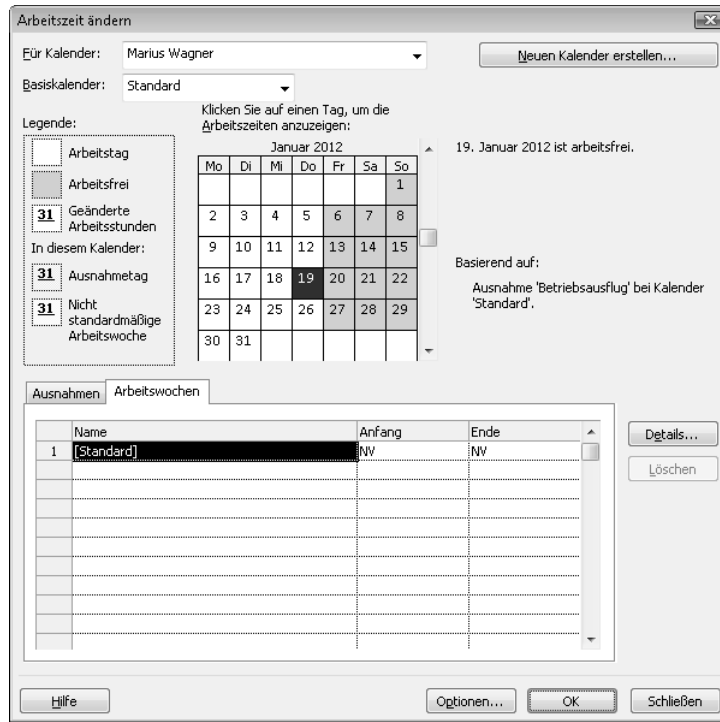 Arbeitszeit ändern
Für Kalender: Marius Wagner
Neuen Kalender erstellen...
Basiskalender: Standard
Legende:
Arbeitstag
Arbeitsfrei
31 Geänderte
Arbeitsstunden
In diesem Kalender:
31 Ausnahmetag
31 Nicht
standardmäßige
Arbeitswoche
Klicken Sie auf einen Tag, um die
Arbeitszeiten anzuzeigen:
Januar 2012
Mo Di Mi Do Fr Sa So
1
2 3 4 5 6 7 8
9 10 11 12 13 14 15
16 17 18 19 20 21 22
23 24 25 26 27 28 29
30 31
19. Januar 2012 ist arbeitsfrei.
Basierend auf:
Ausnahme 'Betriebsausflug' bei Kalender
'Standard'.
Ausnahmen Arbeitswochen
Name Anfang Ende
1 [Standard] NV NV
Details...
Löschen
Hilfe Optionen... OK Schließen